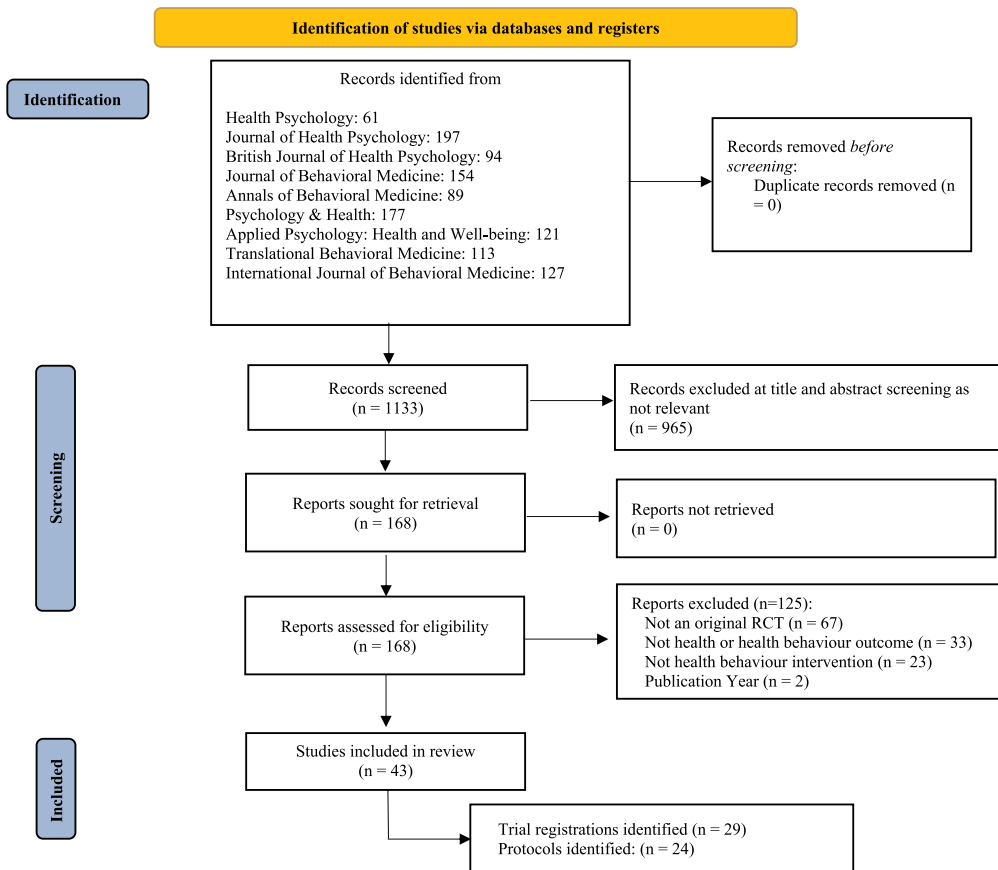 Identification of studies via databases and registers
Identification
Records identified from
Health Psychology: 61
Journal of Health Psychology: 197
British Journal of Health Psychology: 94
Journal of Behavioral Medicine: 154
Annals of Behavioral Medicine: 89
Psychology & Health: 177
Applied Psychology: Health and Well-being: 121
Translational Behavioral Medicine: 113
International Journal of Behavioral Medicine: 127
Records removed before
screening:
Duplicate records removed (n
= 0)
Screening
Records screened
(n = 1133)
Records excluded at title and abstract screening as
not relevant
(n = 965)
Reports sought for retrieval
(n = 168)
Reports not retrieved
(n = 0)
Reports assessed for eligibility
(n = 168)
Reports excluded (n=125):
Not an original RCT (n = 67)
Not health or health behaviour outcome (n = 33)
Not health behaviour intervention (n = 23)
Publication Year (n = 2)
Included
Studies included in review
(n = 43)
Trial registrations identified (n = 29)
Protocols identified: (n = 24)